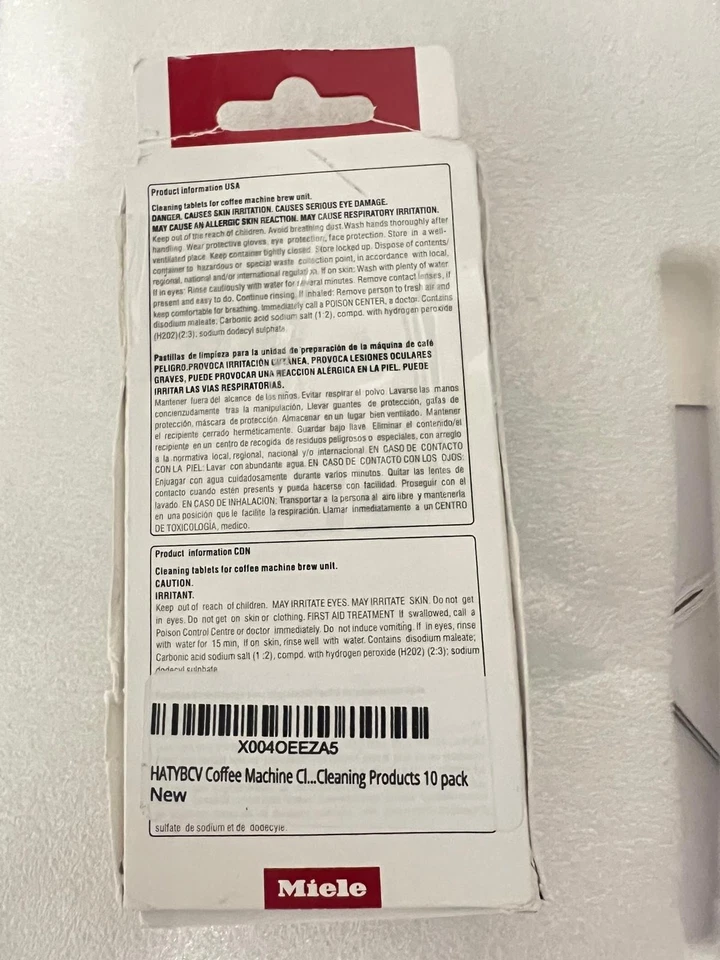 Product information USA
Cleaning tablets for coffee machine brew unit.
DANGER. CAUSES SKIN IRRITATION. CAUSES SERIOUS EYE DAMAGE.
MAY CAUSE AN ALLERGIC SKIN REACTION. MAY CAUSE RESPIRATORY IRRITATION.
Keep out of the reach of children. Avoid breathing dust. Wash hands thoroughly after
handling. Wear protective gloves, eye protection, face protection. Store in a well-
ventilated place. Keep container tightly closed. Store locked up. Dispose of contents/
container to hazardous or special waste collection point, in accordance with local,
regional, national and/or international regulation. If on skin: Wash with plenty of water.
If in eyes: Rinse cautiously with water for several minutes. Remove contact lenses, if
present and easy to do. Continue rinsing. If inhaled: Remove person to fresh air and
keep comfortable for breathing. Immediately call a POISON CENTER, a doctor. Contains
disodium maleate; Carbonic acid sodium salt (1:2), compd. with hydrogen peroxide
(H202)(2:3), sodium dodecyl sulphate
Pastillas de limpieza para la unidad de preparación de la máquina de café
PELIGRO.PROVOCA IRRITACIÓN CUTÁNEA, PROVOCA LESIONES OCULARES
GRAVES, PUEDE PROVOCAR UNA REACCION ALÉRGICA EN LA PIEL. PUEDE
IRRITAR LAS VIAS RESPIRATORIAS.
Mantener fuera del alcance de los niños. Evitar respirar el polvo. Lavarse las manos
concienzudamente tras la manipulación, Llevar guantes de protección, gafas de
protección, máscara de protección. Almacenar en un lugar bien ventilado. Mantener
el recipiente cerrado herméticamente. Guardar bajo llave. Eliminar el contenido/el
recipiente en un centro de recogida de residuos peligrosos o especiales, con arreglo
a la normativa local, regional, nacional y/o internacional. EN CASO DE CONTACTO
CON LA PIEL: Lavar con abundante agua. EN CASO DE CONTACTO CON LOS OJOS:
Enjuagar con agua cuidadosamente durante varios minutos. Quitar las lentes de
contacto cuando estén presents y pueda hacerse con facilidad. Proseguir con el
lavado. EN CASO DE INHALACION: Transportar a la persona al aire libre y mantenerla
en una posición que le facilite la respiración. Llamar inmediatamente a un CENTRO
DE TOXICOLOGÍA, medico.
Product information CDN
Cleaning tablets for coffee machine brew unit.
CAUTION.
IRRITANT.
Keep out of reach of children. MAY IRRITATE EYES. MAY IRRITATE SKIN. Do not get
in eyes. Do not get on skin or clothing. FIRST AID TREATMENT If swallowed, call a
Poison Control Centre or doctor immediately. Do not induce vomiting. If in eyes, rinse
with water for 15 min, If on skin, rinse well with water. Contains disodium maleate;
Carbonic acid sodium salt (1 :2), compd. with hydrogen peroxide (H202) (2:3); sodium
dodecyl sulphate
X004OEEZA5
HATYBCV Coffee Machine Cl...Cleaning Products 10 pack
New
sulfate de sodium et de dodécyle.
Miele